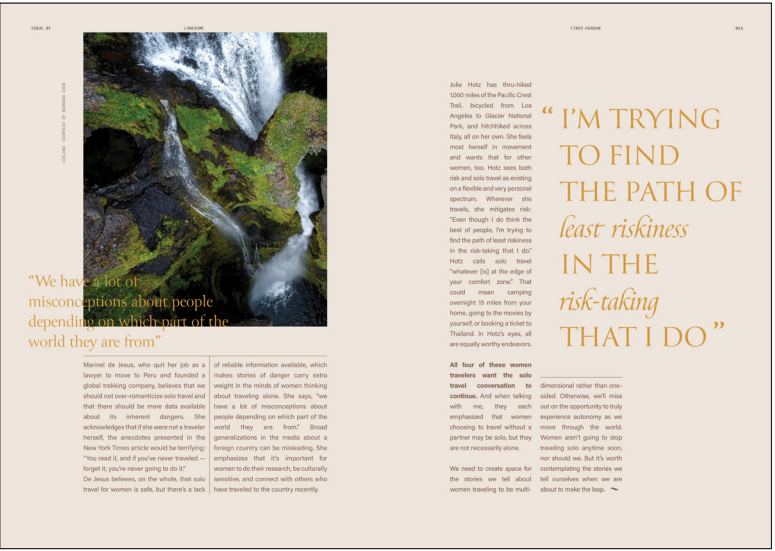 ISSUE 04
LONESOME
FIRST-PERSON
ICELAND COURTESY OF
“We have a lot of
misconceptions about people
depending on which part of the
world they are from”
Marinel de Jesus, who quit her job as a
lawyer to move to Peru and founded a
global trekking company, believes that we
should not over-romanticize solo travel and
that there should be more data available
about its inherent dangers. She
acknowledges that if she were not a traveler
herself, the anecdotes presented in the
New York Times article would be terrifying:
“You read it, and if you’ve never traveled —
forget it, you’re never going to do it.”
De Jesus believes, on the whole, that solo
travel for women is safe, but there’s a lack
of reliable information available, which
makes stories of danger carry extra
weight in the minds of women thinking
about traveling alone. She says, “we
have a lot of misconceptions about
people depending on which part of the
world they are from.” Broad
generalizations in the media about a
foreign country can be misleading. She
emphasizes that it’s important for
women to do their research, be culturally
sensitive, and connect with others who
have traveled to the country recently.
Julie Hotz has thru-hiked
1,000 miles of the Pacific Crest
Trail, bicycled from Los
Angeles to Glacier National
Park, and hitchhiked across
Italy, all on her own. She feels
most herself in movement
and wants that for other
women, too. Hotz sees both
risk and solo travel as existing
on a flexible and very personal
spectrum. Wherever she
travels, she mitigates risk:
“Even though I do think the
best of people, I’m trying to
find the path of least riskiness
in the risk-taking that I do.”
Hotz calls solo travel
“whatever [is] at the edge of
your comfort zone.” That
could mean camping
overnight 15 miles from your
home, going to the movies by
yourself, or booking a ticket to
Thailand. In Hotz’s eyes, all
are equally worthy endeavors.
“I’M TRYING
TO FIND
THE PATH OF
least riskiness
IN THE
risk-taking
THAT I DO”
All four of these women
travelers want the solo
travel conversation to
continue. And when talking
with me, they each
emphasized that women
choosing to travel without a
partner may be solo, but they
are not necessarily alone.
We need to create space for
the stories we tell about
women traveling to be multi-
dimensional rather than one-
sided. Otherwise, we’ll miss
out on the opportunity to truly
experience autonomy as we
move through the world.
Women aren’t going to stop
traveling solo anytime soon,
nor should we. But it’s worth
contemplating the stories we
tell ourselves when we are
about to make the leap.